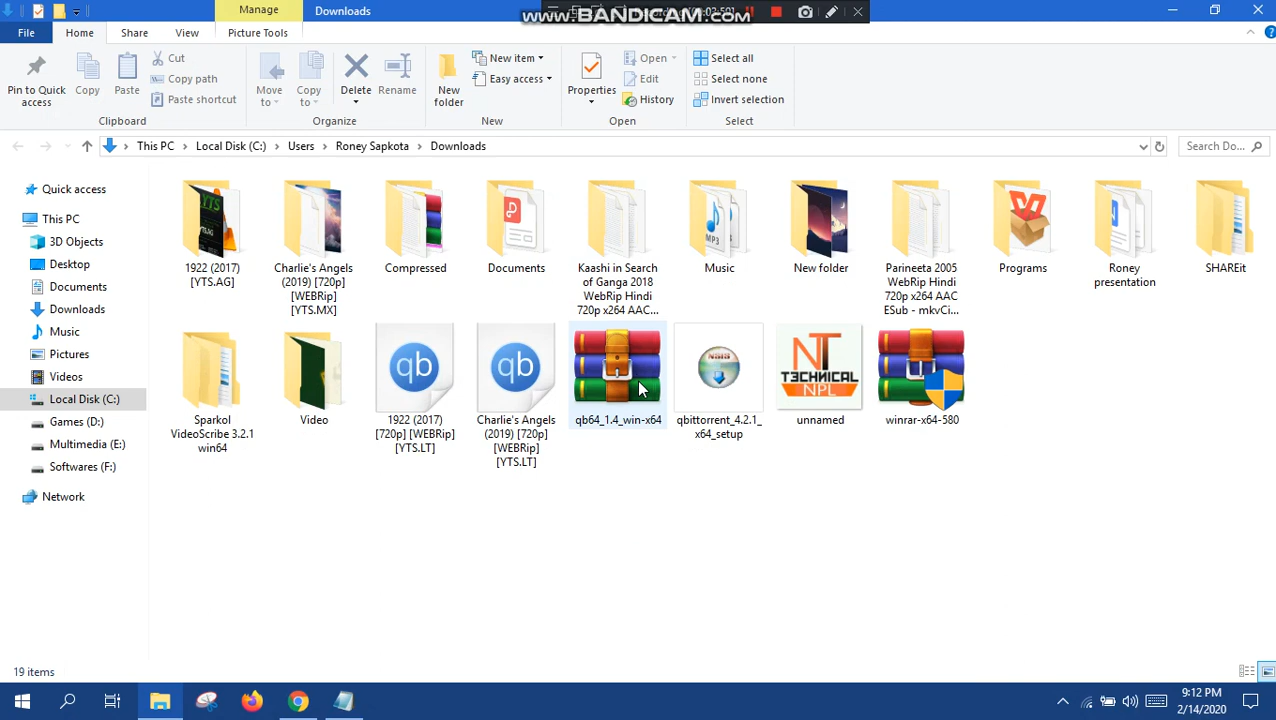 Manage
Downloads
www.BANDICAM.com
File
Home
Share
View
Picture Tools
Pin to Quick access
Copy
Paste
Cut
Copy path
Paste shortcut
Clipboard
Move to
Copy to
Delete
Rename
Organize
New folder
New item
Easy access
New
Properties
Open
Edit
History
Open
Select all
Select none
Invert selection
Select
This PC
Local Disk (C:)
Users
Roney Sapkota
Downloads
Search Do...
Quick access
This PC
3D Objects
Desktop
Documents
Downloads
Music
Pictures
Videos
Local Disk (C:)
Games (D:)
Multimedia (E:)
Softwares (F:)
Network
YTS
MP3
1922 (2017)
[YTS.AG]
Charlie's Angels
(2019) [720p]
[WEBRip]
[YTS.MX]
Compressed
Documents
Kaashi in Search
of Ganga 2018
WebRip Hindi
720p x264 AAC...
Music
New folder
Parineeta 2005
WebRip Hindi
720p x264 AAC
ESub - mkvCi...
Programs
Roney
presentation
SHAREit
qb
qb
NSIS
NT
TECHNICAL
NPL
Sparkol
VideoScribe 3.2.1
win64
Video
1922 (2017)
[720p] [WEBRip]
[YTS.LT]
Charlie's Angels
(2019) [720p]
[WEBRip]
[YTS.LT]
qb64_1.4_win-x64
qbittorrent_4.2.1_
x64_setup
unnamed
winrar-x64-580
19 items
9:12 PM
2/14/2020